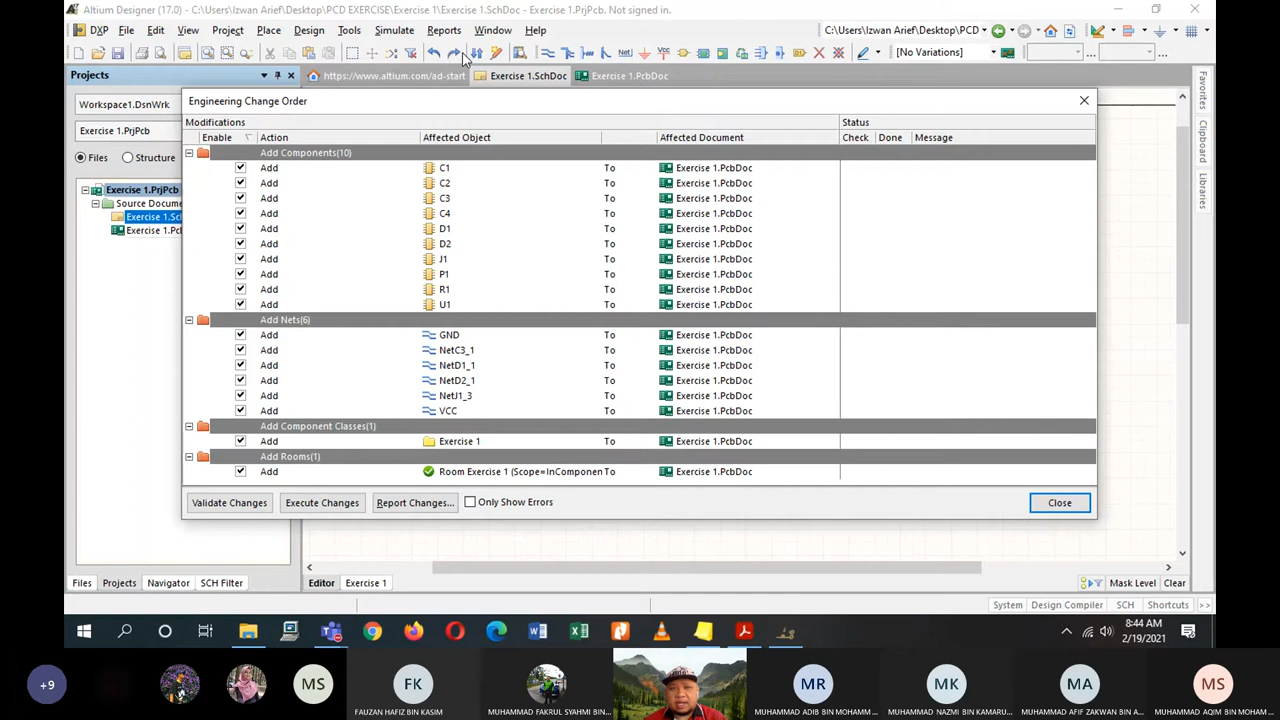 Altium Designer (17.0) - C:\Users\Izwan Arief\Desktop\PCD EXERCISE\Exercise 1\Exercise 1.SchDoc - Exercise 1.PrjPcb. Not signed in.
DXP File Edit View Project Place Design Tools Simulate Reports Window Help
C:\Users\Izwan Arief\Desktop\PC
[No Variations]
Projects
https://www.altium.com/ad-start
Exercise 1.SchDoc
Exercise 1.PcbDoc
Workspace1.DsnWrk
Exercise 1.PrjPcb
Files Structure
Exercise 1.PrjPcb
Source Docume
Exercise 1.Sc
Exercise 1.Pc
Engineering Change Order
Modifications Status
Enable Action Affected Object Affected Document Check Done Message
Add Components(10)
Add C1 To Exercise 1.PcbDoc
Add C2 To Exercise 1.PcbDoc
Add C3 To Exercise 1.PcbDoc
Add C4 To Exercise 1.PcbDoc
Add D1 To Exercise 1.PcbDoc
Add D2 To Exercise 1.PcbDoc
Add J1 To Exercise 1.PcbDoc
Add P1 To Exercise 1.PcbDoc
Add R1 To Exercise 1.PcbDoc
Add U1 To Exercise 1.PcbDoc
Add Nets(6)
Add GND To Exercise 1.PcbDoc
Add NetC3_1 To Exercise 1.PcbDoc
Add NetD1_1 To Exercise 1.PcbDoc
Add NetD2_1 To Exercise 1.PcbDoc
Add NetJ1_3 To Exercise 1.PcbDoc
Add VCC To Exercise 1.PcbDoc
Add Component Classes(1)
Add Exercise 1 To Exercise 1.PcbDoc
Add Rooms(1)
Add Room Exercise 1 (Scope=InComponen To Exercise 1.PcbDoc
Validate Changes Execute Changes Report Changes... Only Show Errors Close
Favorites
Clipboard
Libraries
Files Projects Navigator SCH Filter
Editor Exercise 1
Mask Level Clear
System Design Compiler SCH Shortcuts >>
8:44 AM
2/19/2021
+9
MS
FK
MR
MK
MA
MS
FAUZAN HAFIZ BIN KASIM
MUHAMMAD FAKRUL SYAHMI BIN...
MUHAMMAD ADIB BIN MOHAMM...
MUHAMMAD NAZMI BIN KAMARU...
MUHAMMAD AFIF ZAKWAN BIN A...
MUHAMMAD AQIM BIN MOHAM...